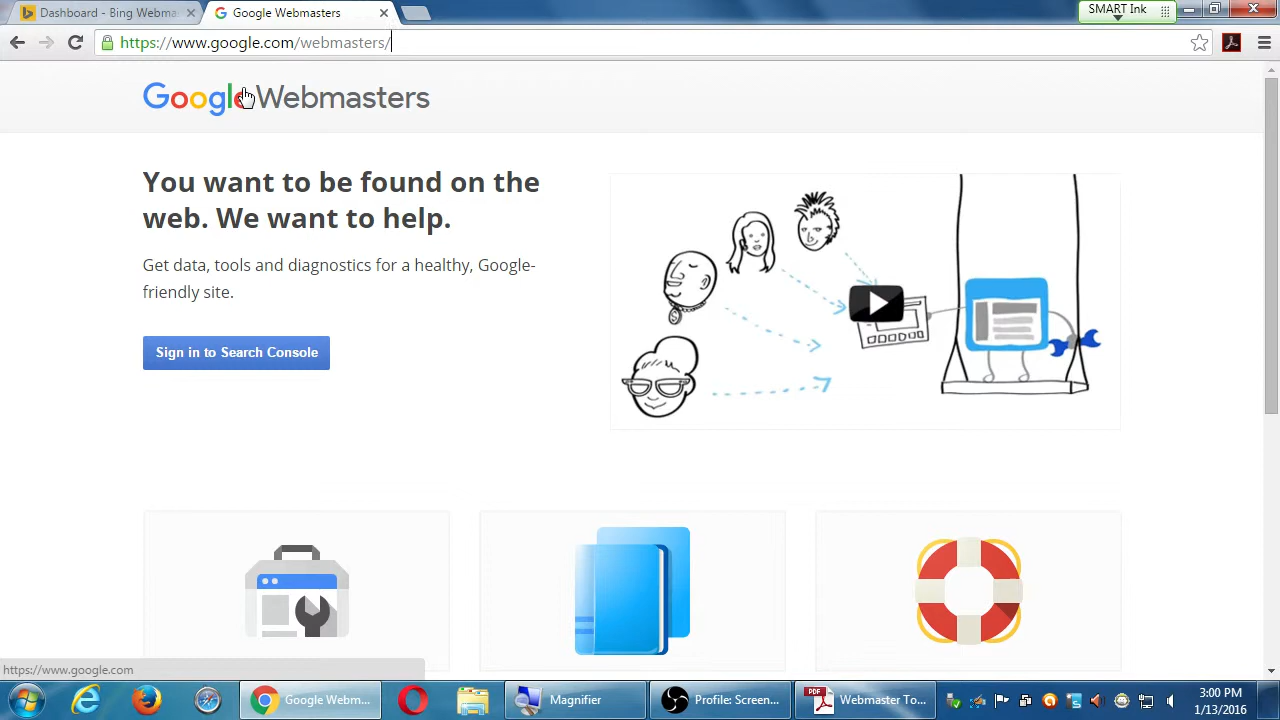 Dashboard - Bing Webma
Google Webmasters
SMART Ink
https://www.google.com/webmasters/
Google Webmasters
You want to be found on the
web. We want to help.
Get data, tools and diagnostics for a healthy, Google-
friendly site.
Sign in to Search Console
https://www.google.com
Google Webm...
Magnifier
Profile: Screen...
PDF
Webmaster To...
3:00 PM
1/13/2016